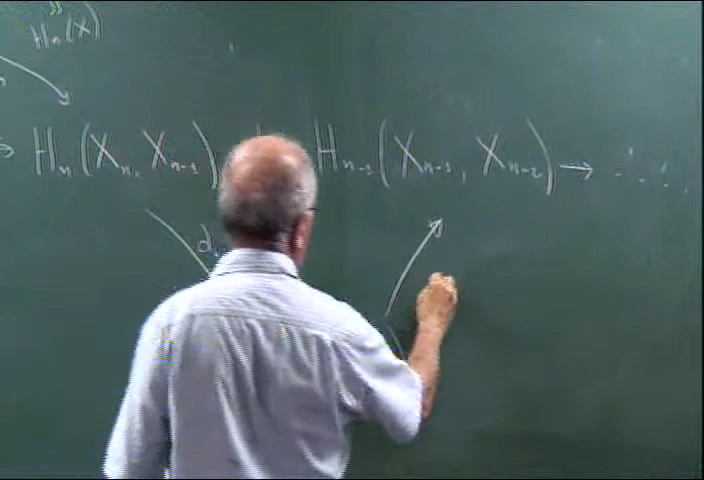 Hₙ(X)
→ Hₙ(Xₙ, Xₙ₋₁) Hₙ₋₁(Xₙ₋₁, Xₙ₋₂) → .....
d